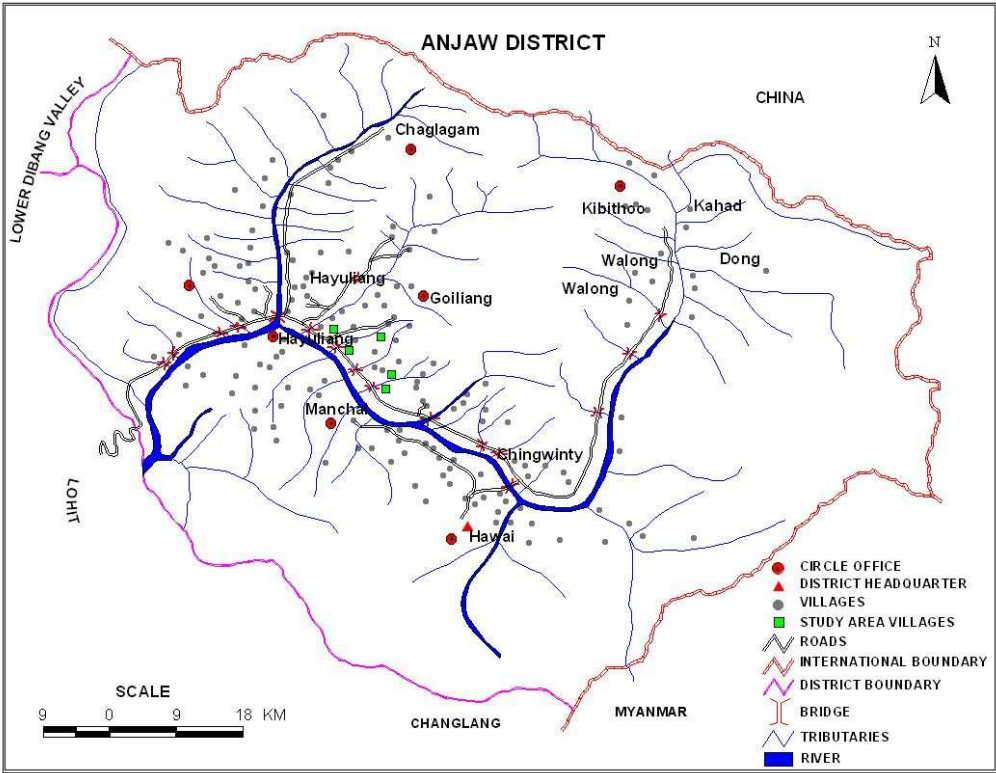 ANJAW DISTRICT
N
CHINA
LOWER DIBANG VALLEY
Chaglagam
Kibithoo
Kahad
Walong
Dong
Hayuliang
Walong
Goiliang
Hayuliang
Manchal
Chingwinty
LOHIT
Hawai
CIRCLE OFFICE
DISTRICT HEADQUARTER
VILLAGES
STUDY AREA VILLAGES
ROADS
INTERNATIONAL BOUNDARY
DISTRICT BOUNDARY
BRIDGE
TRIBUTARIES
RIVER
SCALE
9 0 9 18 KM
CHANGLANG
MYANMAR